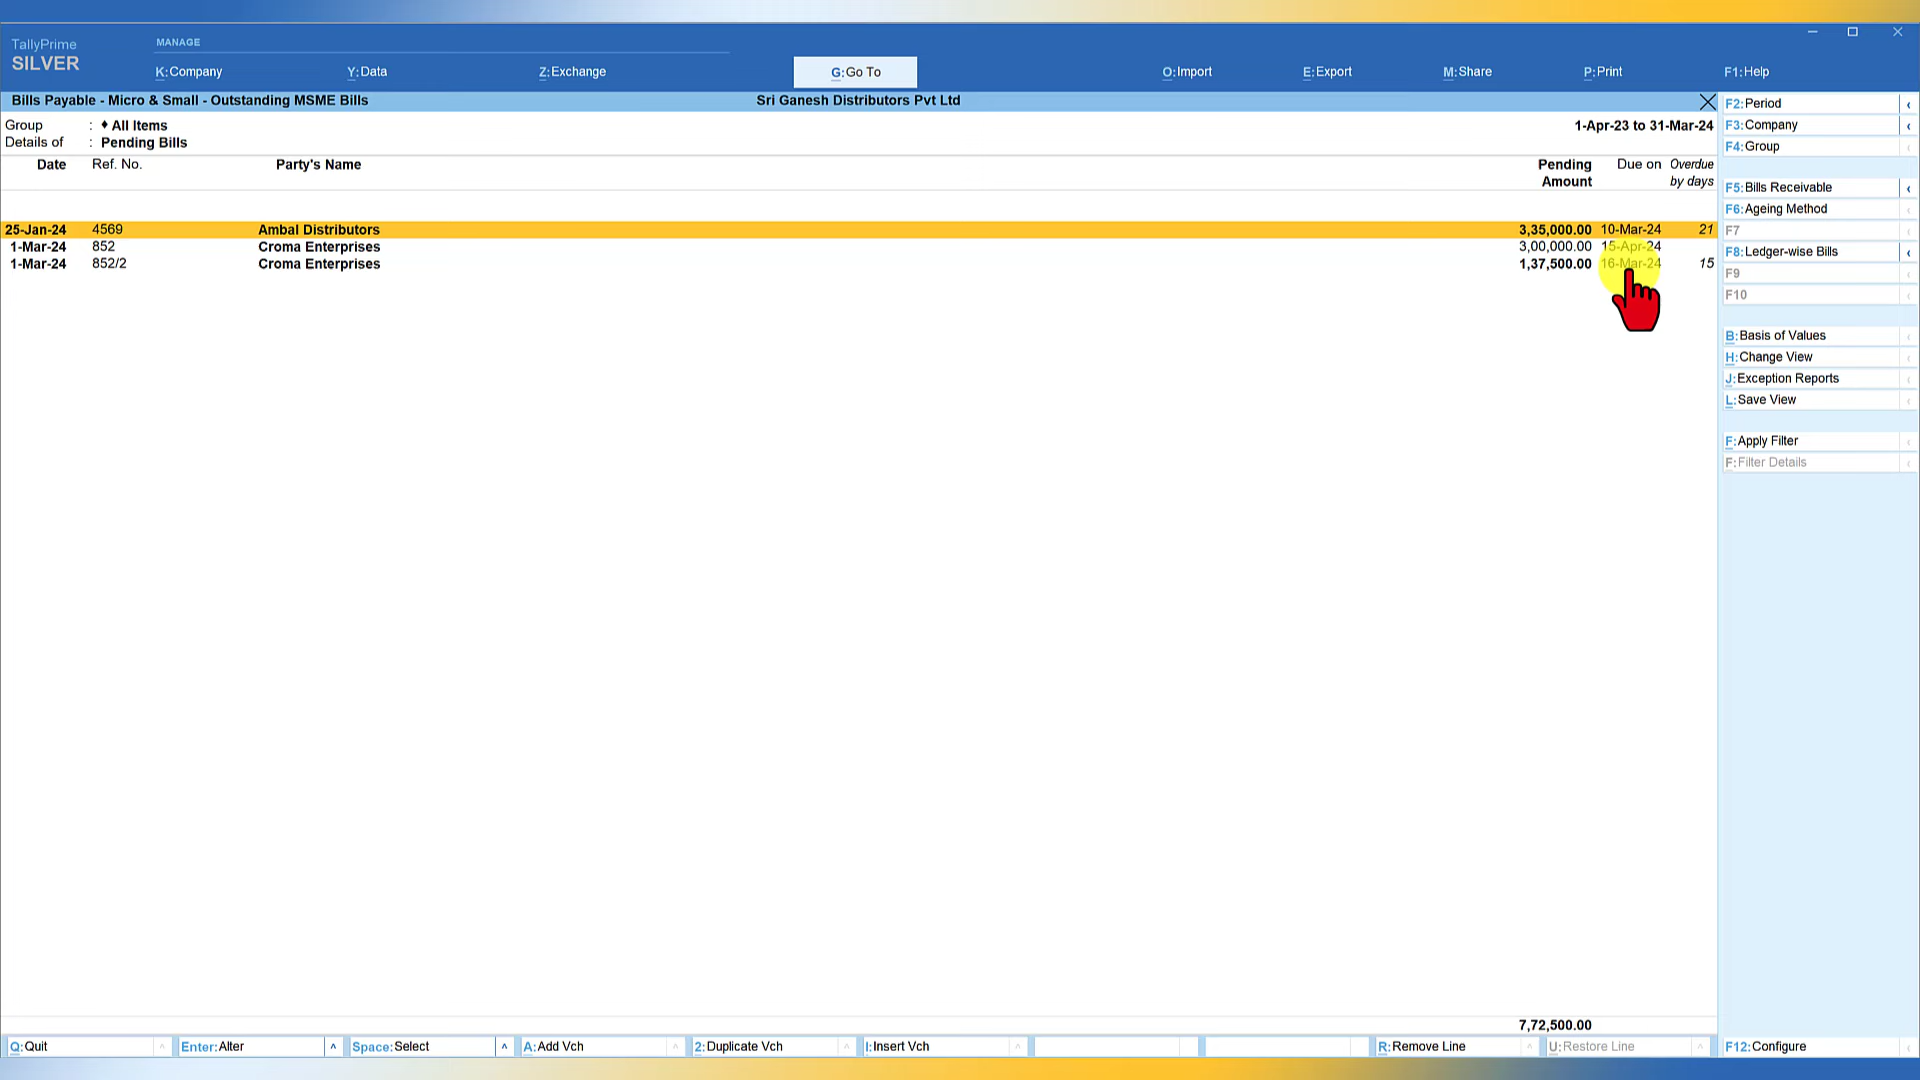 TallyPrime
SILVER
MANAGE
K:Company Y:Data Z:Exchange G:Go To O:Import E:Export M:Share P:Print F1:Help
Bills Payable - Micro & Small - Outstanding MSME Bills Sri Ganesh Distributors Pvt Ltd
Group : ♦ All Items 1-Apr-23 to 31-Mar-24
Details of : Pending Bills
Date Ref. No. Party's Name Pending Amount Due on Overdue by days
25-Jan-24 4569 Ambal Distributors 3,35,000.00 10-Mar-24 21
1-Mar-24 852 Croma Enterprises 3,00,000.00 15-Apr-24
1-Mar-24 852/2 Croma Enterprises 1,37,500.00 16-Mar-24 15
7,72,500.00
F2:Period
F3:Company
F4:Group
F5:Bills Receivable
F6:Ageing Method
F7
F8:Ledger-wise Bills
F9
F10
B:Basis of Values
H:Change View
J:Exception Reports
L:Save View
F:Apply Filter
F:Filter Details
Q:Quit Enter:Alter Space:Select A:Add Vch 2:Duplicate Vch I:Insert Vch R:Remove Line U:Restore Line F12:Configure